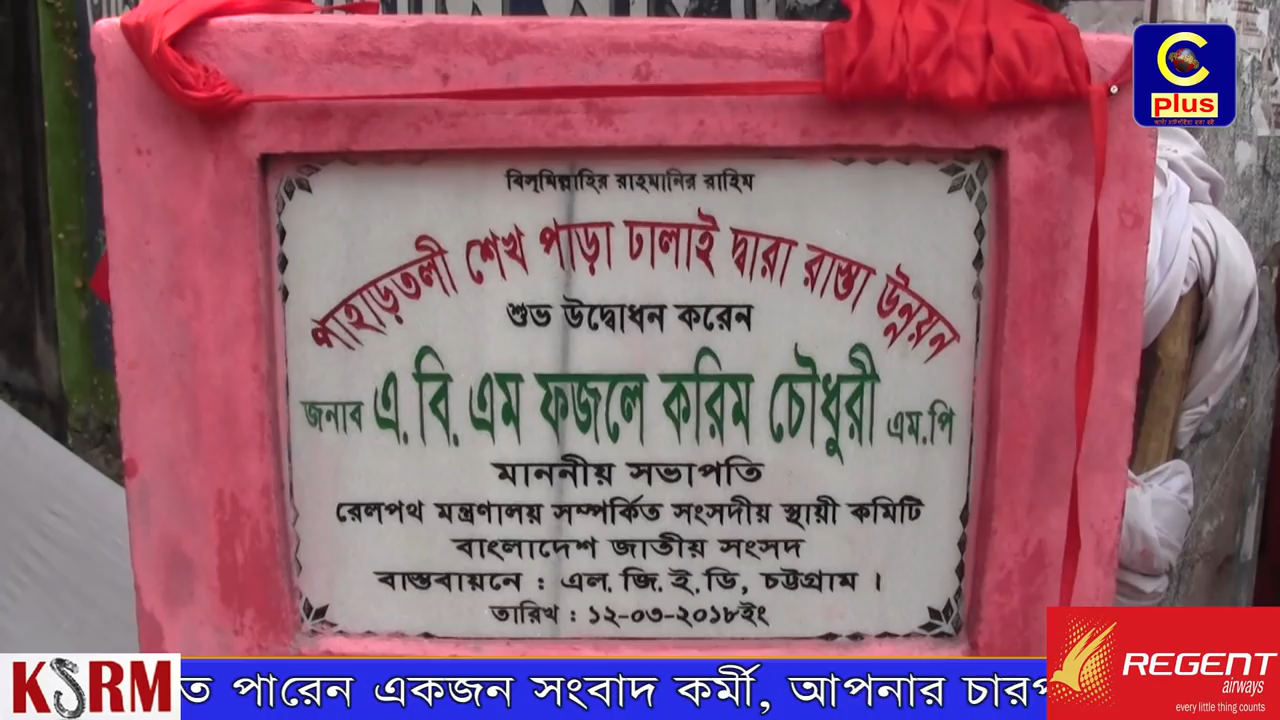 C
plus
বিসমিল্লাহির রাহমানির রাহিম
পাহাড়তলী শেখ পাড়া ঢালাই দ্বারা রাস্তা উন্নয়ন
শুভ উদ্বোধন করেন
জনাব এ. বি. এম ফজলে করিম চৌধুরী এম.পি
মাননীয় সভাপতি
রেলপথ মন্ত্রণালয় সম্পর্কিত সংসদীয় স্থায়ী কমিটি
বাংলাদেশ জাতীয় সংসদ
বাস্তবায়নে : এল. জি. ই. ডি, চট্টগ্রাম ।
তারিখ : ১২-০৩-২০১৮ইং
KSRM
ত পারেন একজন সংবাদ কর্মী, আপনার চারপ
REGENT
airways
every little thing counts